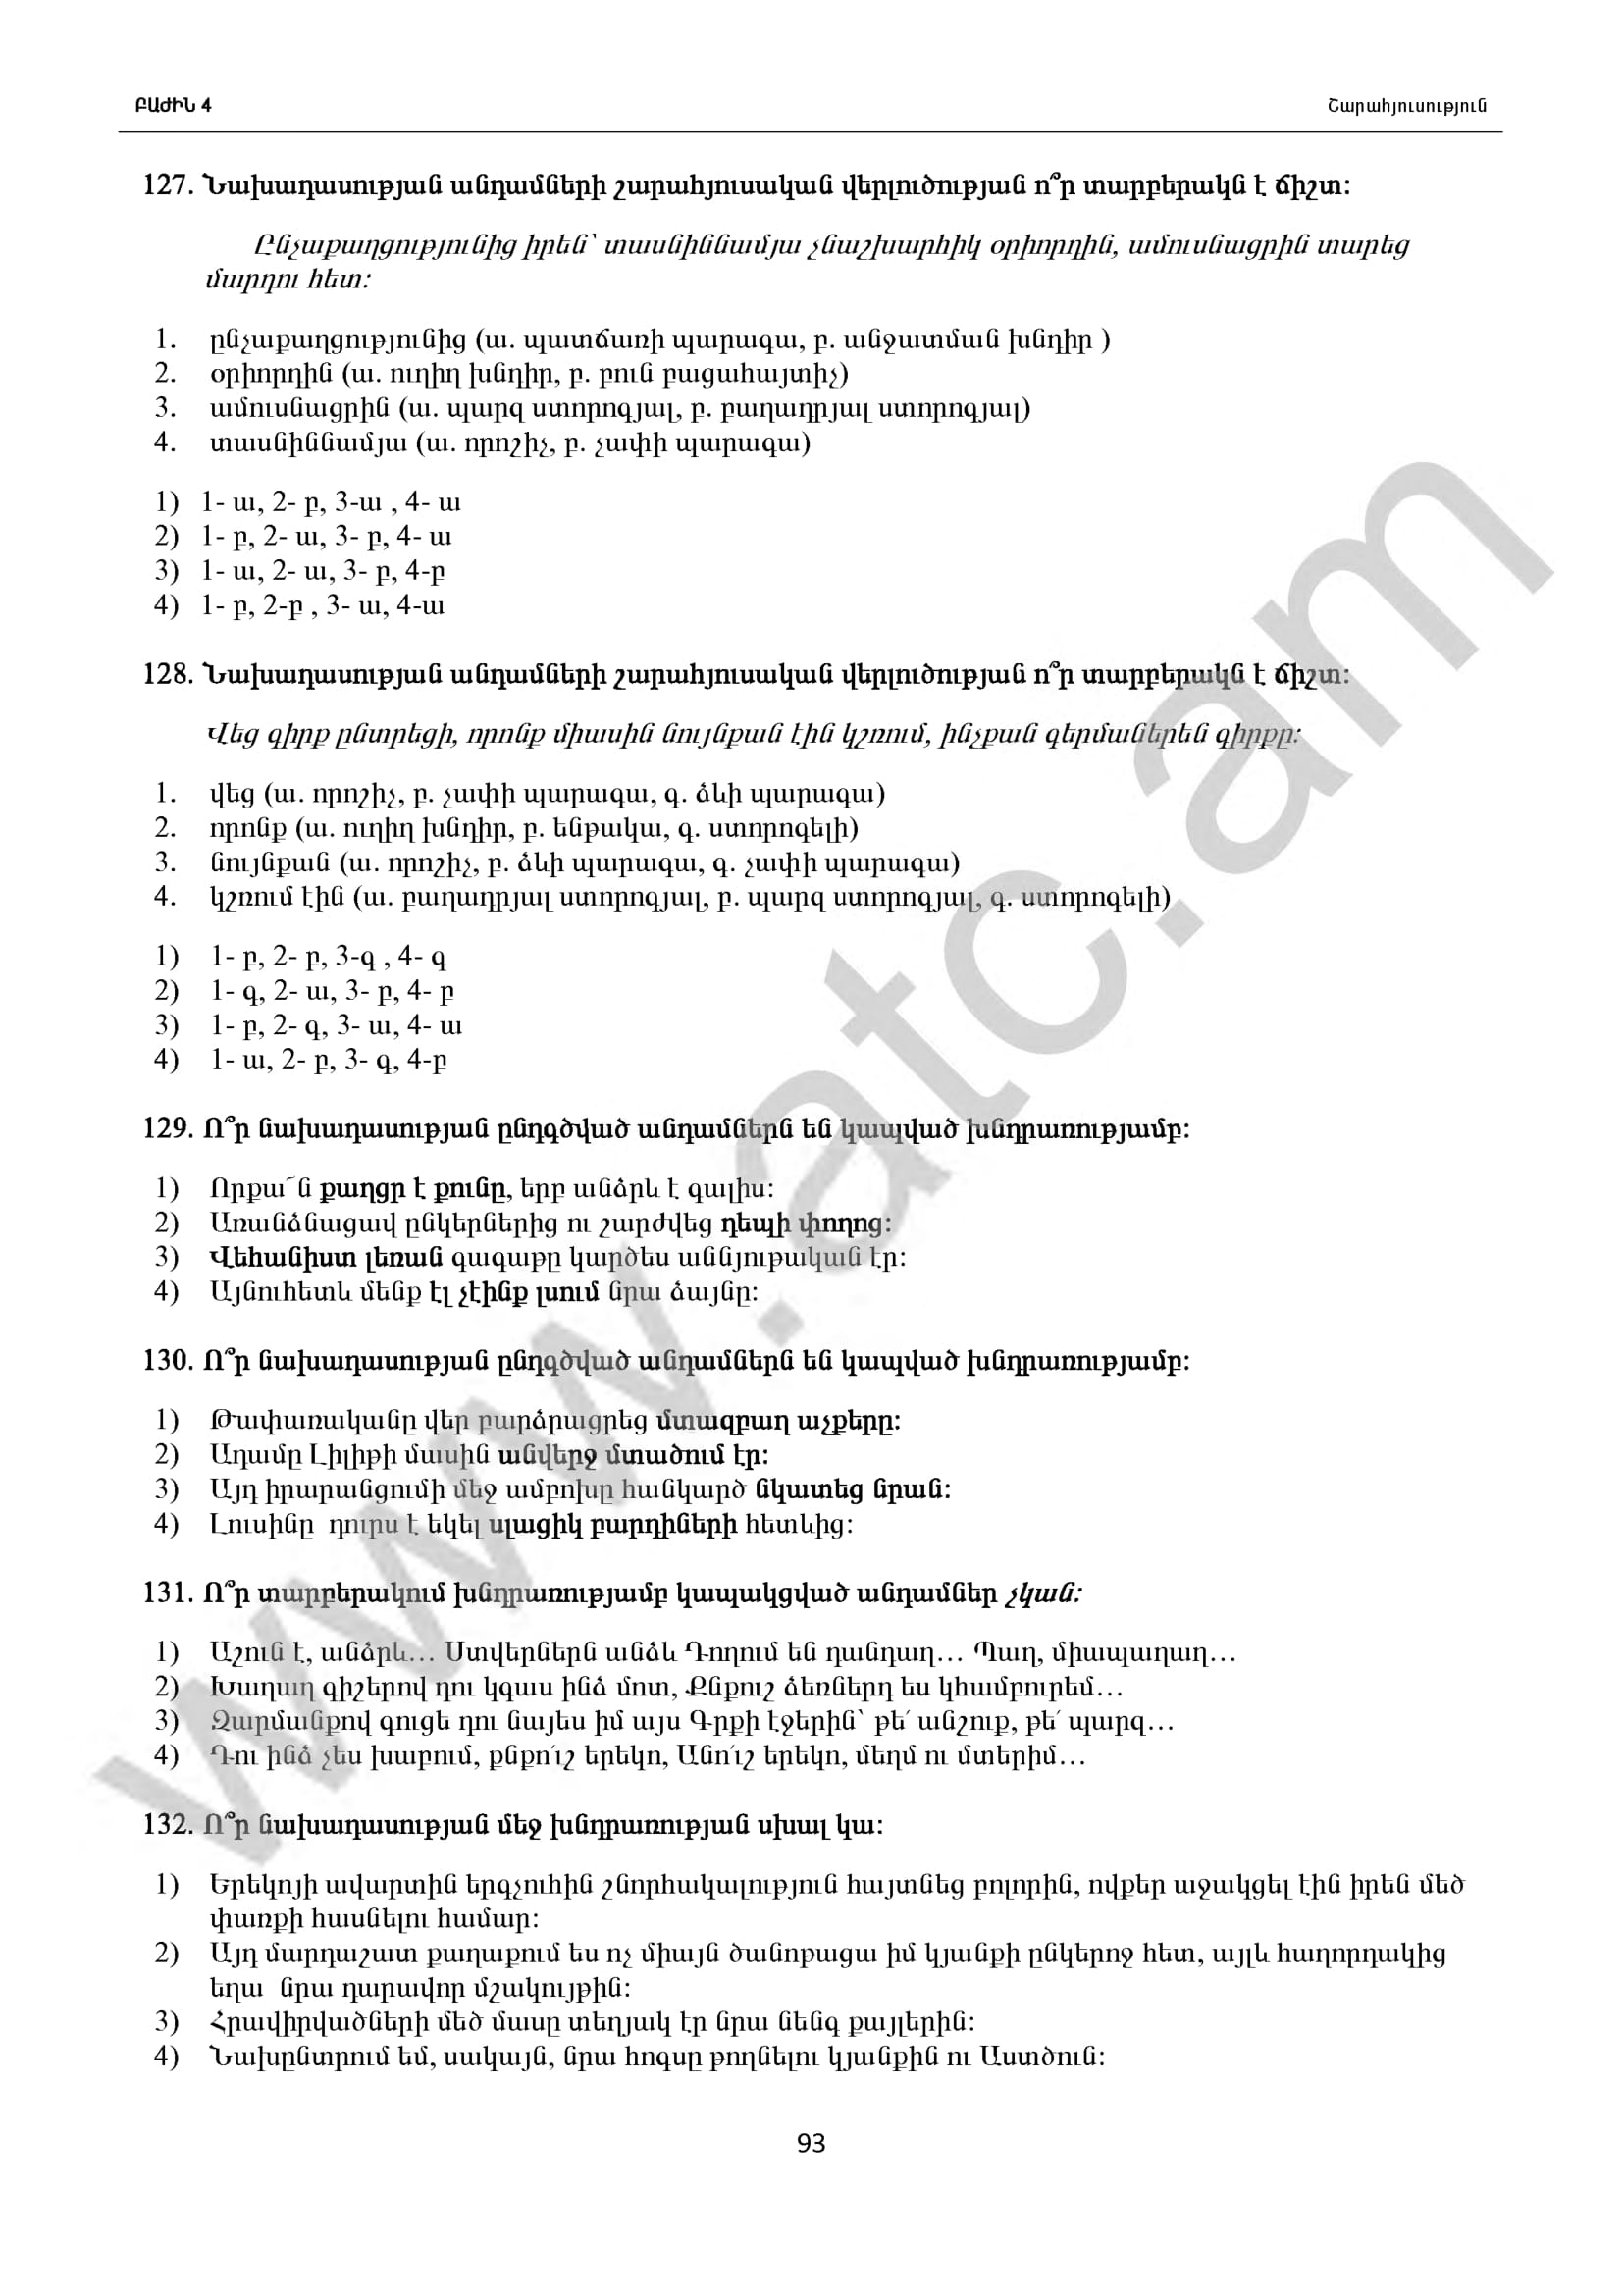 ԲԱԺԻՆ 4 Շարահյուսություն
127. Նախադասության անդամների շարահյուսական վերլուծության ո՞ր տարբերակն է ճիշտ:
Ընչաքաղցությունից իրեն՝ տասնիննամյա չնաշխարհիկ օրիորդին, ամուսնացրին տարեց
մարդու հետ:
1. ընչաքաղցությունից (ա. պատճառի պարագա, բ. անջատման խնդիր )
2. օրիորդին (ա. ուղիղ խնդիր, բ. բուն բացահայտիչ)
3. ամուսնացրին (ա. պարզ ստորոգյալ, բ. բաղադրյալ ստորոգյալ)
4. տասնիննամյա (ա. որոշիչ, բ. չափի պարագա)
1) 1- ա, 2- բ, 3-ա , 4- ա
2) 1- բ, 2- ա, 3- բ, 4- ա
3) 1- ա, 2- ա, 3- բ, 4-բ
4) 1- բ, 2-բ , 3- ա, 4-ա
128. Նախադասության անդամների շարահյուսական վերլուծության ո՞ր տարբերակն է ճիշտ:
Վեց գիրք ընտրեցի, որոնք միասին նույնքան էին կշռում, ինչքան գերմաներեն գիրքը:
1. վեց (ա. որոշիչ, բ. չափի պարագա, գ. ձևի պարագա)
2. որոնք (ա. ուղիղ խնդիր, բ. ենթակա, գ. ստորոգելի)
3. նույնքան (ա. որոշիչ, բ. ձևի պարագա, գ. չափի պարագա)
4. կշռում էին (ա. բաղադրյալ ստորոգյալ, բ. պարզ ստորոգյալ, գ. ստորոգելի)
1) 1- բ, 2- բ, 3-գ , 4- գ
2) 1- գ, 2- ա, 3- բ, 4- բ
3) 1- բ, 2- գ, 3- ա, 4- ա
4) 1- ա, 2- բ, 3- գ, 4-բ
129. Ո՞ր նախադասության ընդգծված անդամներն են կապված խնդրառությամբ:
1) Որքա՜ն քաղցր է քունը, երբ անձրև է գալիս:
2) Առանձնացավ ընկերներից ու շարժվեց դեպի փողոց:
3) Վեհանիստ լեռան գագաթը կարծես աննյութական էր:
4) Այնուհետև մենք էլ չէինք լսում նրա ձայնը:
130. Ո՞ր նախադասության ընդգծված անդամներն են կապված խնդրառությամբ:
1) Թափառականը վեր բարձրացրեց մտազբաղ աչքերը:
2) Ադամը Լիլիթի մասին անվերջ մտածում էր:
3) Այդ իրարանցումի մեջ ամբոխը հանկարծ նկատեց նրան:
4) Լուսինը դուրս է եկել սլացիկ բարդիների հետևից:
131. Ո՞ր տարբերակում խնդրառությամբ կապակցված անդամներ չկան:
1) Աշուն է, անձրև… Ստվերներն անձև Դողում են դանդաղ… Պաղ, միապաղաղ…
2) Խաղաղ գիշերով դու կգաս ինձ մոտ, Քնքուշ ձեռներդ ես կհամբուրեմ…
3) Զարմանքով գուցե դու նայես իմ այս Գրքի էջերին՝ թե՛ անշուք, թե՛ պարզ…
4) Դու ինձ չես խաբում, քնքո՛ւշ երեկո, Անո՛ւշ երեկո, մեղմ ու մտերիմ…
132. Ո՞ր նախադասության մեջ խնդրառության սխալ կա:
1) Երեկոյի ավարտին երգչուհին շնորհակալություն հայտնեց բոլորին, ովքեր աջակցել էին իրեն մեծ
փառքի հասնելու համար:
2) Այդ մարդաշատ քաղաքում ես ոչ միայն ծանոթացա իմ կյանքի ընկերոջ հետ, այլև հաղորդակից
եղա նրա դարավոր մշակույթին:
3) Հրավիրվածների մեծ մասը տեղյակ էր նրա նենգ քայլերին:
4) Նախընտրում եմ, սակայն, նրա հոգսը թողնելու կյանքին ու Աստծուն:
93
www.atc.am